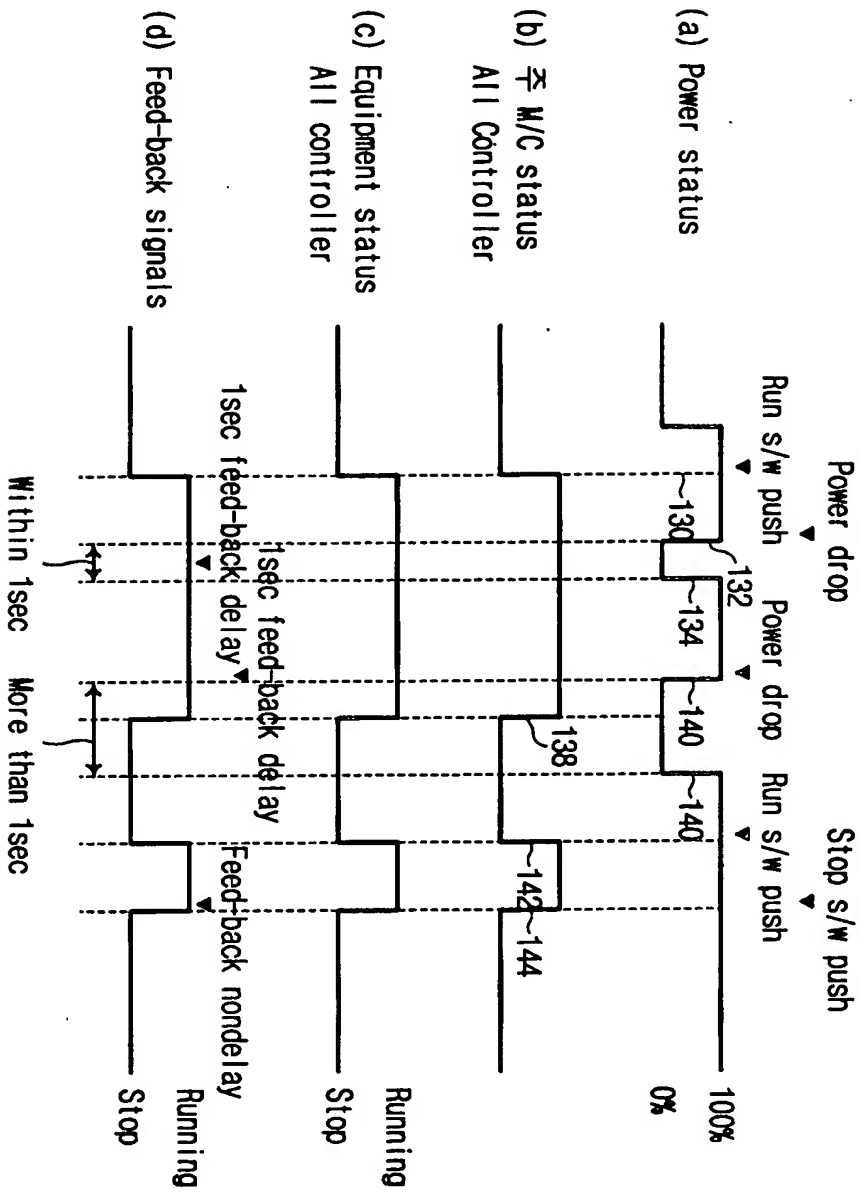 Power drop
Stop s/w push
Run s/w push
Power drop
Run s/w push
(a) Power status
100%
0%
130
132
134
140
140
(b) 주 M/C status
All Controller
138
142
144
(c) Equipment status
All controller
Running
Stop
1sec feed-back delay
1sec feed-back delay
Feed-back nondelay
(d) Feed-back signals
Running
Stop
Within 1sec
More than 1sec